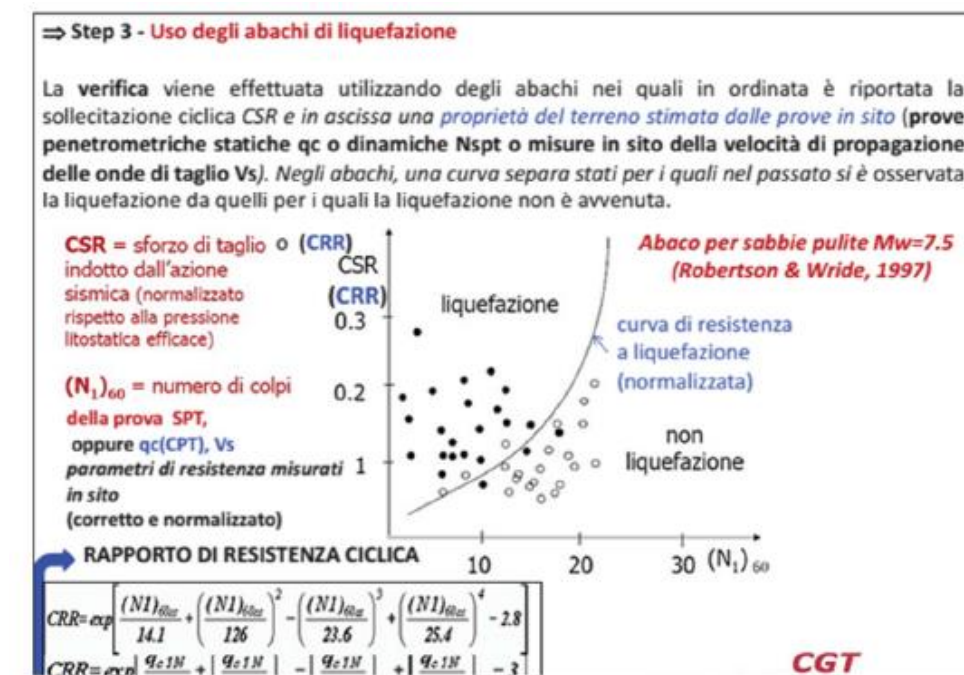 ⇒ Step 3 - Uso degli abachi di liquefazione
La verifica viene effettuata utilizzando degli abachi nei quali in ordinata è riportata la
sollecitazione ciclica CSR e in ascissa una proprietà del terreno stimata dalle prove in sito (prove
penetrometriche statiche qc o dinamiche Nspt o misure in sito della velocità di propagazione
delle onde di taglio Vs). Negli abachi, una curva separa stati per i quali nel passato si è osservata
la liquefazione da quelli per i quali la liquefazione non è avvenuta.
CSR = sforzo di taglio o (CRR)
indotto dall'azione
sismica (normalizzato
rispetto alla pressione
litostatica efficace)
(N₁)₆₀ = numero di colpi
della prova SPT,
oppure qc(CPT), Vs
parametri di resistenza misurati
in sito
(corretto e normalizzato)
CSR
(CRR)
0.3
0.2
1
liquefazione
Abaco per sabbie pulite Mw=7.5
(Robertson & Wride, 1997)
curva di resistenza
a liquefazione
(normalizzata)
non
liquefazione
10 20 30 (N₁)₆₀
RAPPORTO DI RESISTENZA CICLICA
CRR= exp[(N1)60cs/14.1 + ((N1)60cs/126)² - ((N1)60cs/23.6)³ + ((N1)60cs/25.4)⁴ - 2.8]
CRR= exp[qc1N + [qc1N - [qc1N + [qc1N - 3
CGT